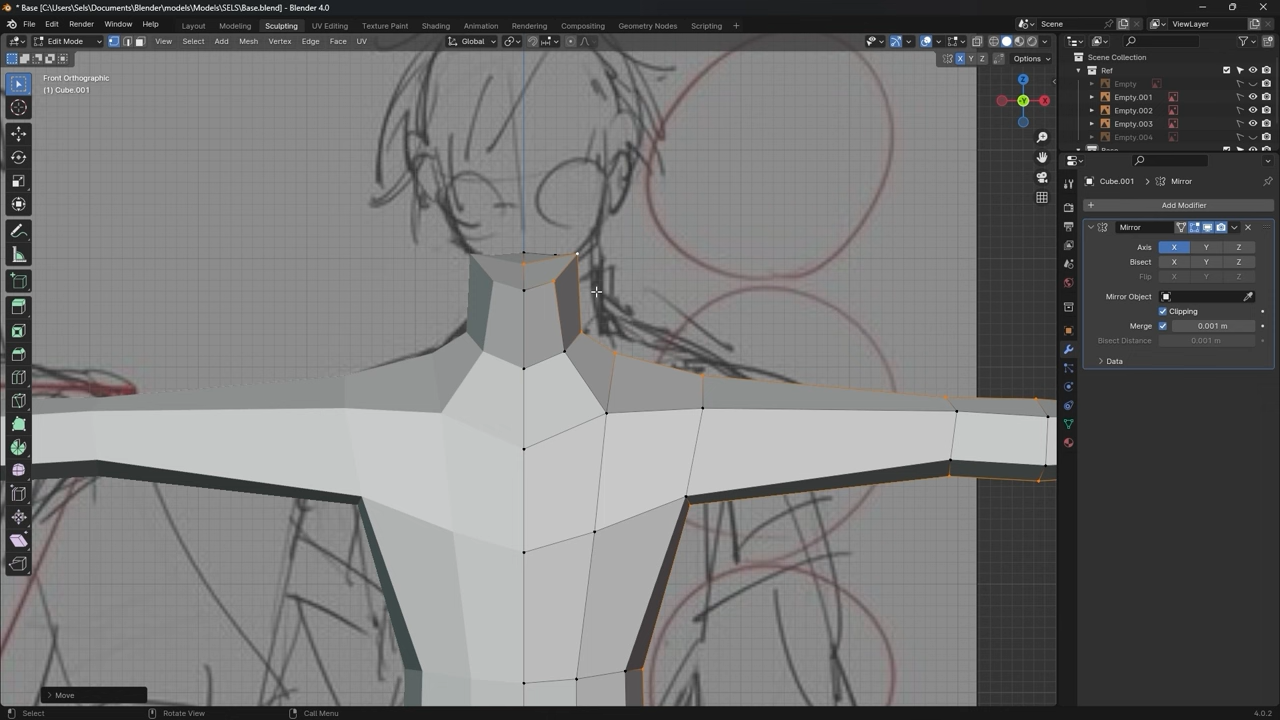 * Base [C:\Users\Sels\Documents\Blender\models\Models\SELS\Base.blend] - Blender 4.0
File Edit Render Window Help Layout Modeling Sculpting UV Editing Texture Paint Shading Animation Rendering Compositing Geometry Nodes Scripting + Scene ViewLayer
Edit Mode View Select Add Mesh Vertex Edge Face UV Global
X Y Z Options
Scene Collection
Ref
Empty
Empty.001
Empty.002
Empty.003
Empty.004
Front Orthographic
(1) Cube.001
Z
Y
X
Cube.001 > Mirror
+ Add Modifier
Mirror
Axis X Y Z
Bisect X Y Z
Flip X Y Z
Mirror Object
Clipping
Merge 0.001 m
Bisect Distance 0.001 m
> Data
> Move
Select Rotate View Call Menu 4.0.2